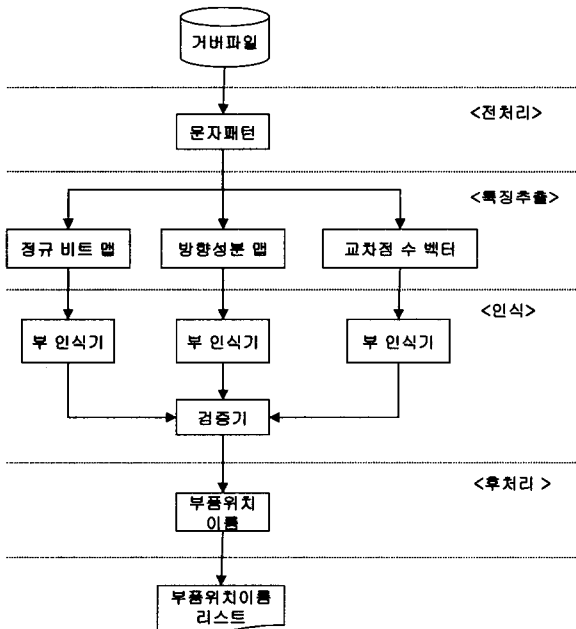 거버파일
<전처리>
문자패턴
<특징추출>
정규 비트 맵
방향성분 맵
교차점 수 벡터
<인식>
부 인식기
부 인식기
부 인식기
검증기
<후처리 >
부품위치
이름
부품위치이름
리스트